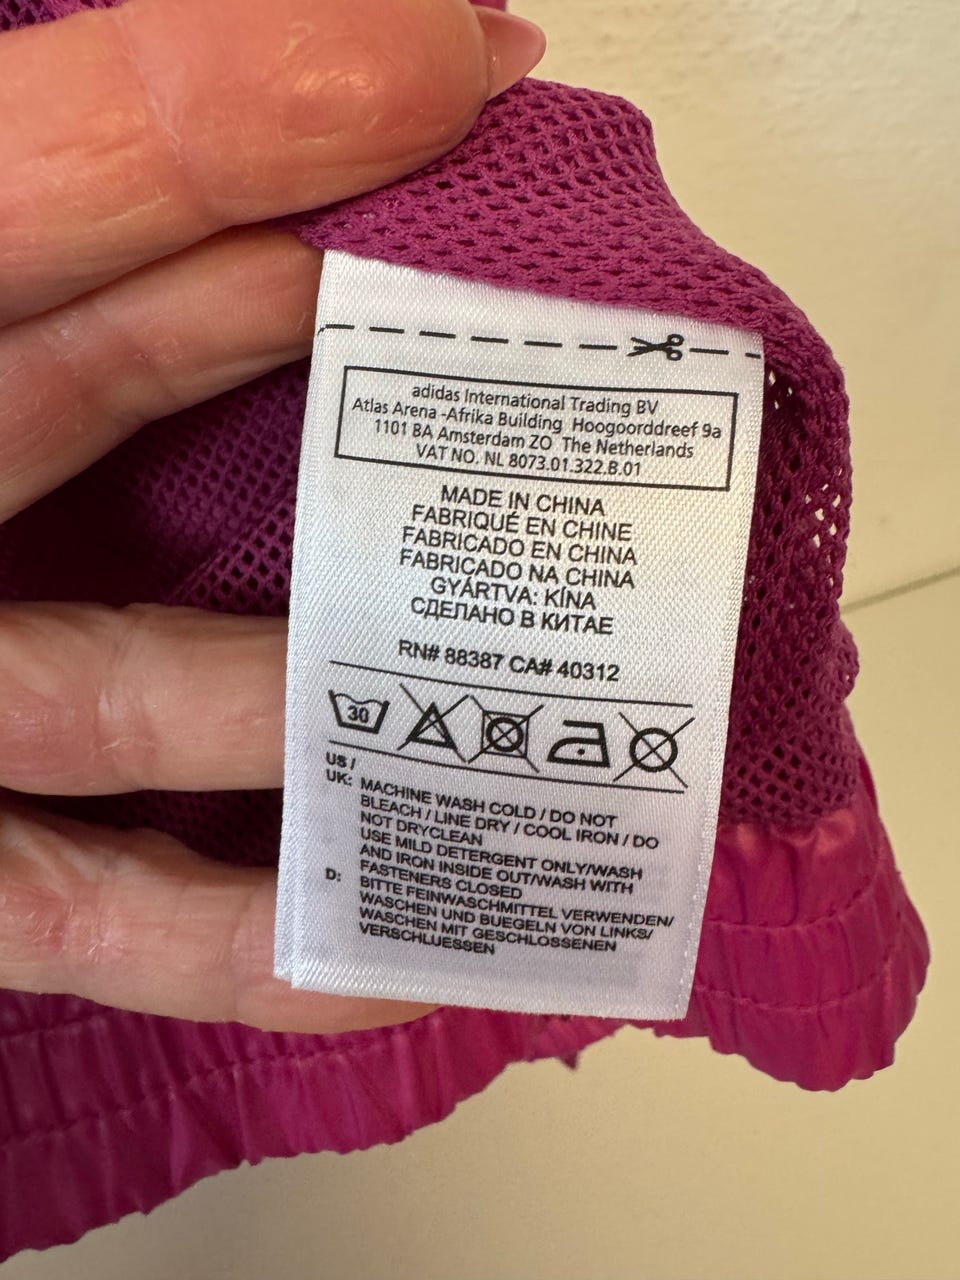 adidas International Trading BV
Atlas Arena -Afrika Building Hoogoorddreef 9a
1101 BA Amsterdam ZO The Netherlands
VAT NO. NL 8073.01.322.B.01
MADE IN CHINA
FABRIQUÉ EN CHINE
FABRICADO EN CHINA
FABRICADO NA CHINA
GYÁRTVA: KÍNA
СДЕЛАНО В КИТАЕ
RN# 88387 CA# 40312
30
US /
UK: MACHINE WASH COLD / DO NOT
BLEACH / LINE DRY / COOL IRON / DO
NOT DRYCLEAN
USE MILD DETERGENT ONLY/WASH
AND IRON INSIDE OUT/WASH WITH
FASTENERS CLOSED
D: BITTE FEINWASCHMITTEL VERWENDEN/
WASCHEN UND BUEGELN VON LINKS/
WASCHEN MIT GESCHLOSSENEN
VERSCHLUESSEN